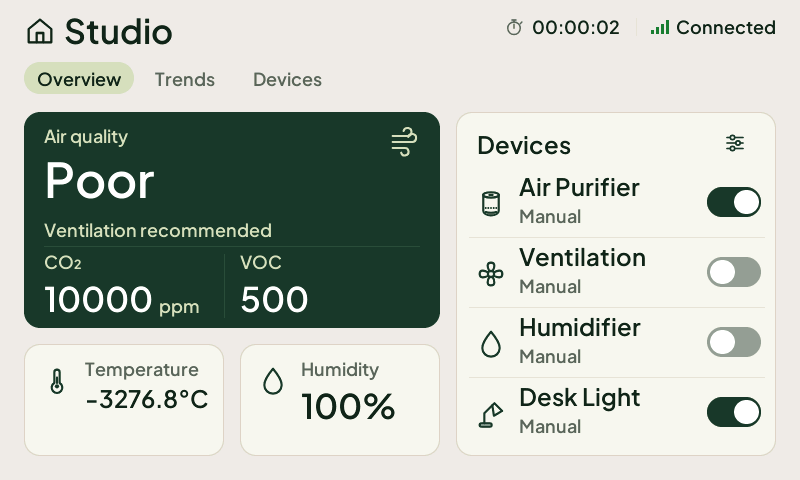 Studio
00:00:02
Connected
Overview
Trends
Devices
Air quality
Poor
Ventilation recommended
CO₂
10000 ppm
VOC
500
Temperature
-3276.8°C
Humidity
100%
Devices
Air Purifier
Manual
Ventilation
Manual
Humidifier
Manual
Desk Light
Manual